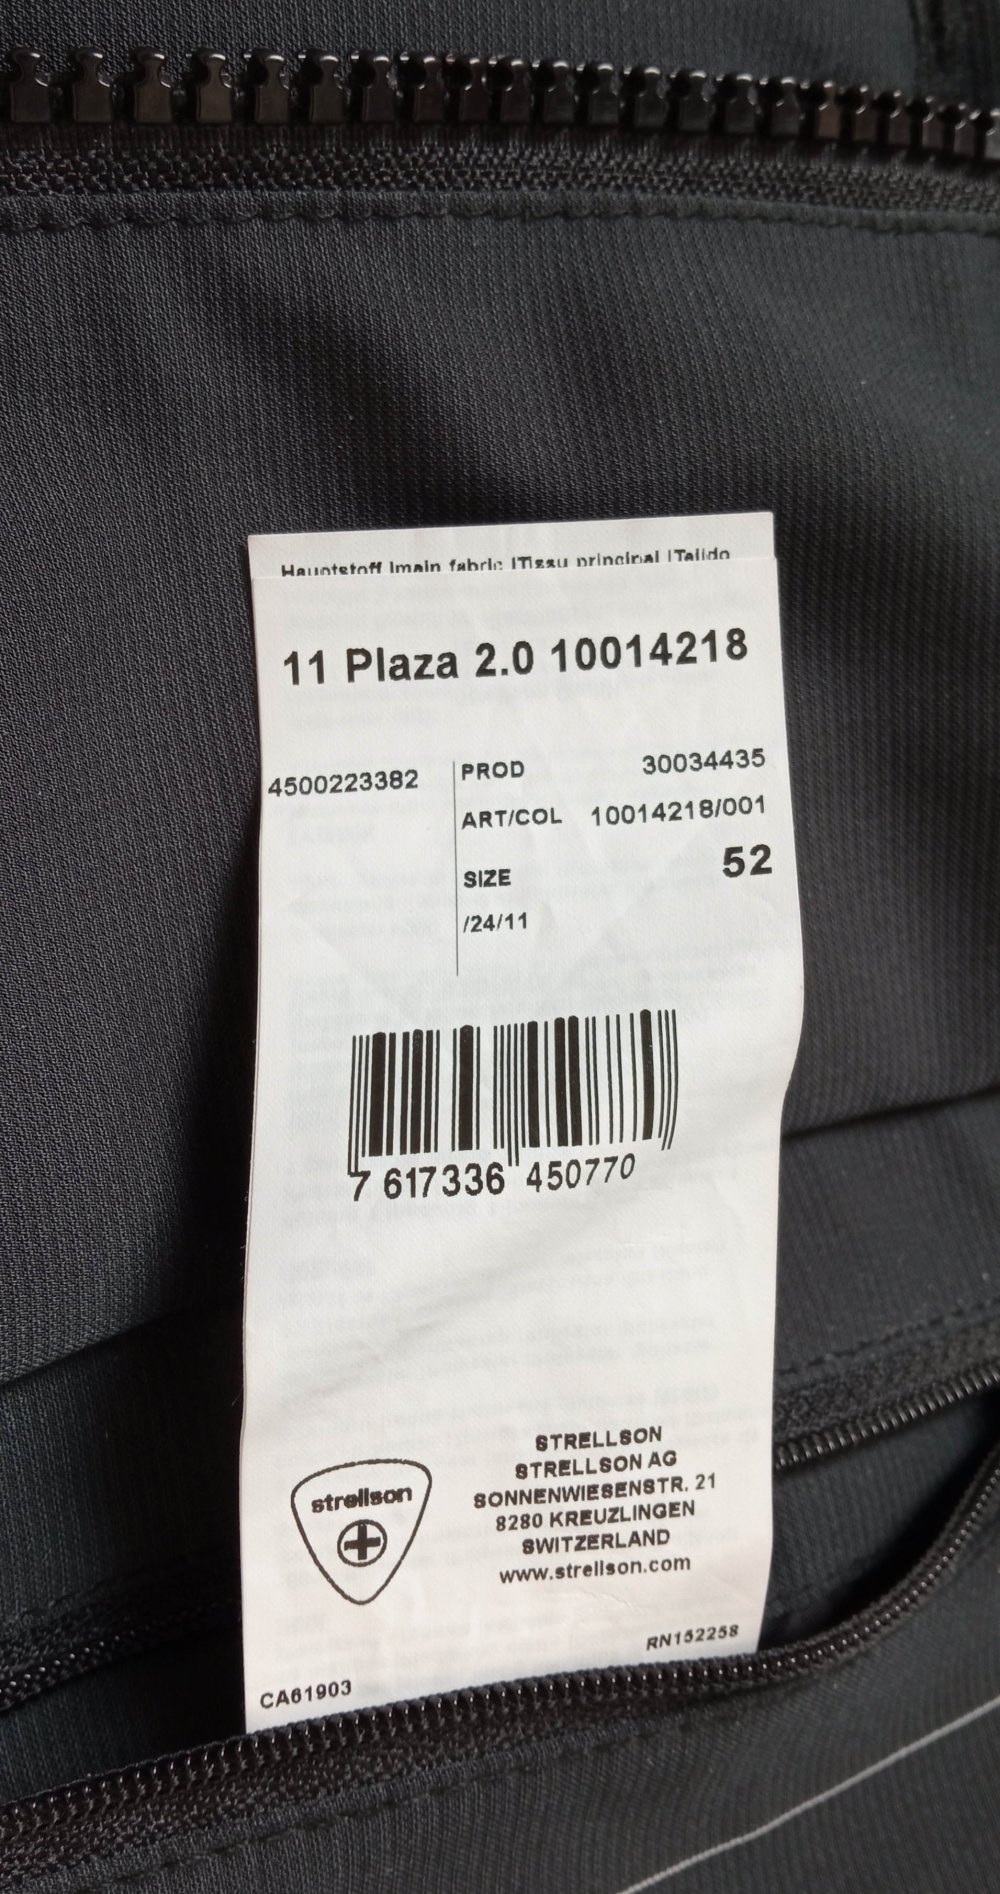 Hauptstoff |main fabric |Tissu principal |Tejido
11 Plaza 2.0 10014218
4500223382
PROD 30034435
ART/COL 10014218/001
SIZE 52
/24/11
7 617336 450770
STRELLSON
STRELLSON AG
SONNENWIESENSTR. 21
8280 KREUZLINGEN
SWITZERLAND
www.strellson.com
strellson
RN152258
CA61903